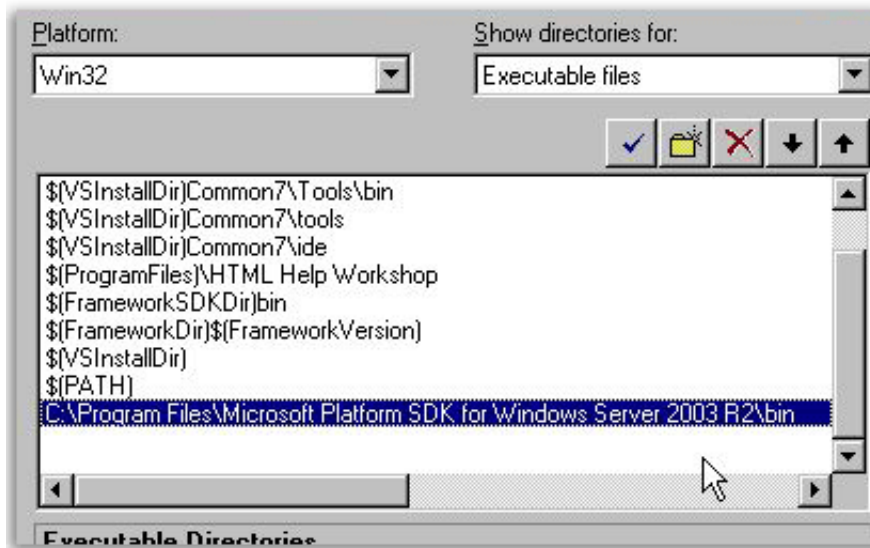 Platform:
Show directories for:
Win32
Executable files
$(VSInstallDir)Common7\Tools\bin
$(VSInstallDir)Common7\tools
$(VSInstallDir)Common7\ide
$(ProgramFiles)\HTML Help Workshop
$(FrameworkSDKDir)bin
$(FrameworkDir)$(FrameworkVersion)
$(VSInstallDir)
$(PATH)
C:\Program Files\Microsoft Platform SDK for Windows Server 2003 R2\bin
Executable Directories